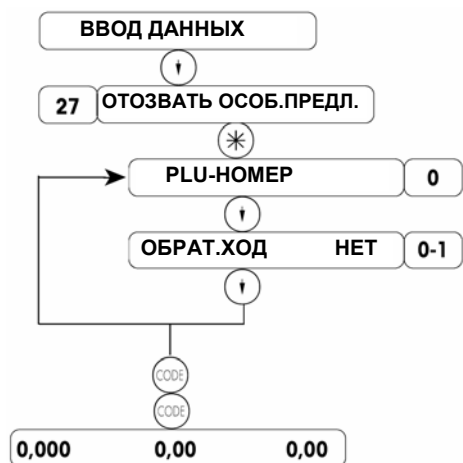 ВВОД ДАННЫХ
27 ОТОЗВАТЬ ОСОБ.ПРЕДЛ.
PLU-НОМЕР 0
ОБРАТ.ХОД НЕТ 0-1
CODE
CODE
0,000 0,00 0,00